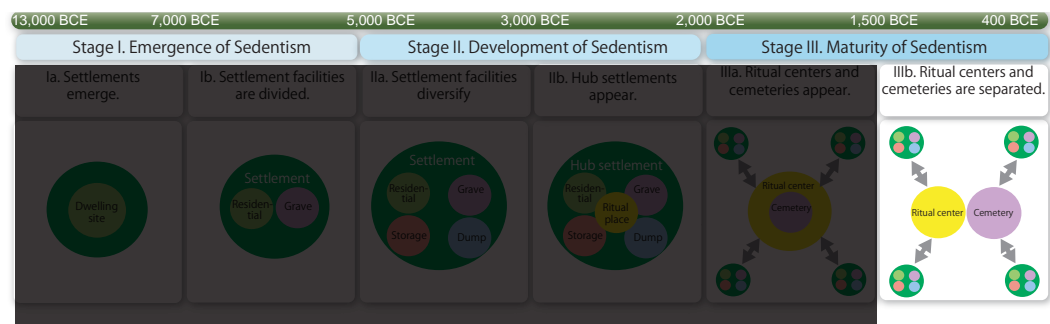 13,000 BCE 7,000 BCE 5,000 BCE 3,000 BCE 2,000 BCE 1,500 BCE 400 BCE
Stage I. Emergence of Sedentism Stage II. Development of Sedentism Stage III. Maturity of Sedentism
Ia. Settlements
emerge.
Ib. Settlement facilities
are divided.
IIa. Settlement facilities
diversify
IIb. Hub settlements
appear.
IIIa. Ritual centers and
cemeteries appear.
IIIb. Ritual centers and
cemeteries are separated.
Dwelling
site
Settlement
Residen-
tial
Grave
Settlement
Residen-
tial
Grave
Storage
Dump
Hub settlement
Residen-
tial
Grave
Ritual
place
Storage
Dump
Ritual center
Cemetery
Ritual center
Cemetery